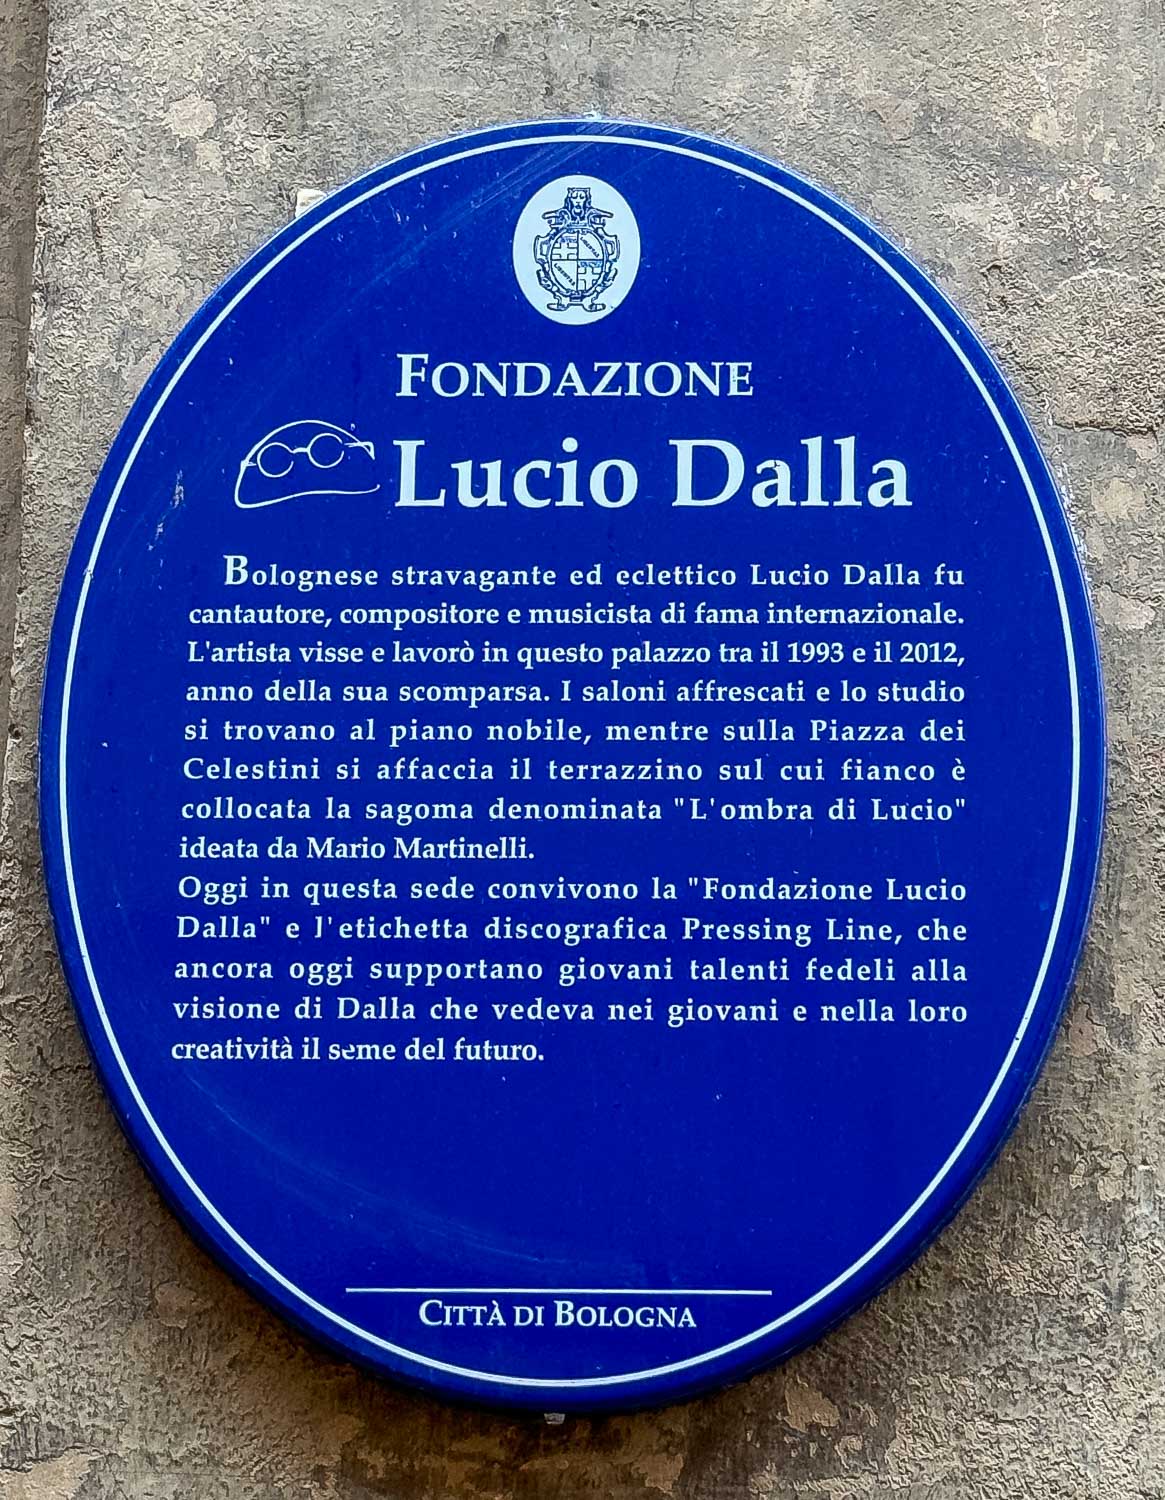 LIBERTAS
LIBERTAS
FONDAZIONE
Lucio Dalla
Bolognese stravagante ed eclettico Lucio Dalla fu
cantautore, compositore e musicista di fama internazionale.
L'artista visse e lavorò in questo palazzo tra il 1993 e il 2012,
anno della sua scomparsa. I saloni affrescati e lo studio
si trovano al piano nobile, mentre sulla Piazza dei
Celestini si affaccia il terrazzino sul cui fianco è
collocata la sagoma denominata "L'ombra di Lucio"
ideata da Mario Martinelli.
Oggi in questa sede convivono la "Fondazione Lucio
Dalla" e l'etichetta discografica Pressing Line, che
ancora oggi supportano giovani talenti fedeli alla
visione di Dalla che vedeva nei giovani e nella loro
creatività il seme del futuro.
CITTÀ DI BOLOGNA